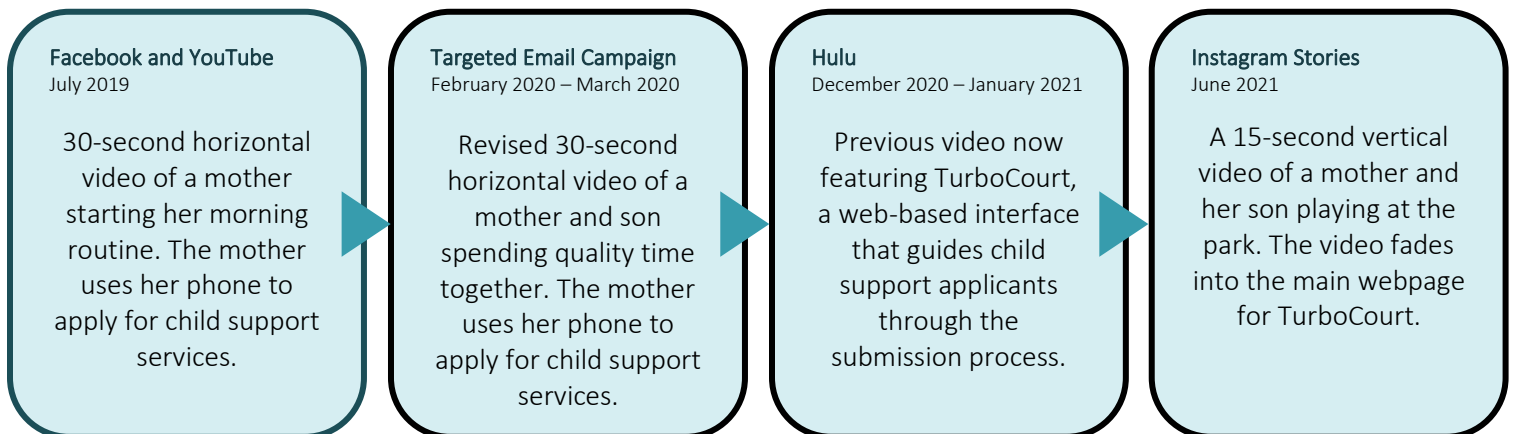 Facebook and YouTube
July 2019
30-second horizontal
video of a mother
starting her morning
routine. The mother
uses her phone to
apply for child support
services.
Targeted Email Campaign
February 2020 – March 2020
Revised 30-second
horizontal video of a
mother and son
spending quality time
together. The mother
uses her phone to
apply for child support
services.
Hulu
December 2020 – January 2021
Previous video now
featuring TurboCourt,
a web-based interface
that guides child
support applicants
through the
submission process.
Instagram Stories
June 2021
A 15-second vertical
video of a mother and
her son playing at the
park. The video fades
into the main webpage
for TurboCourt.